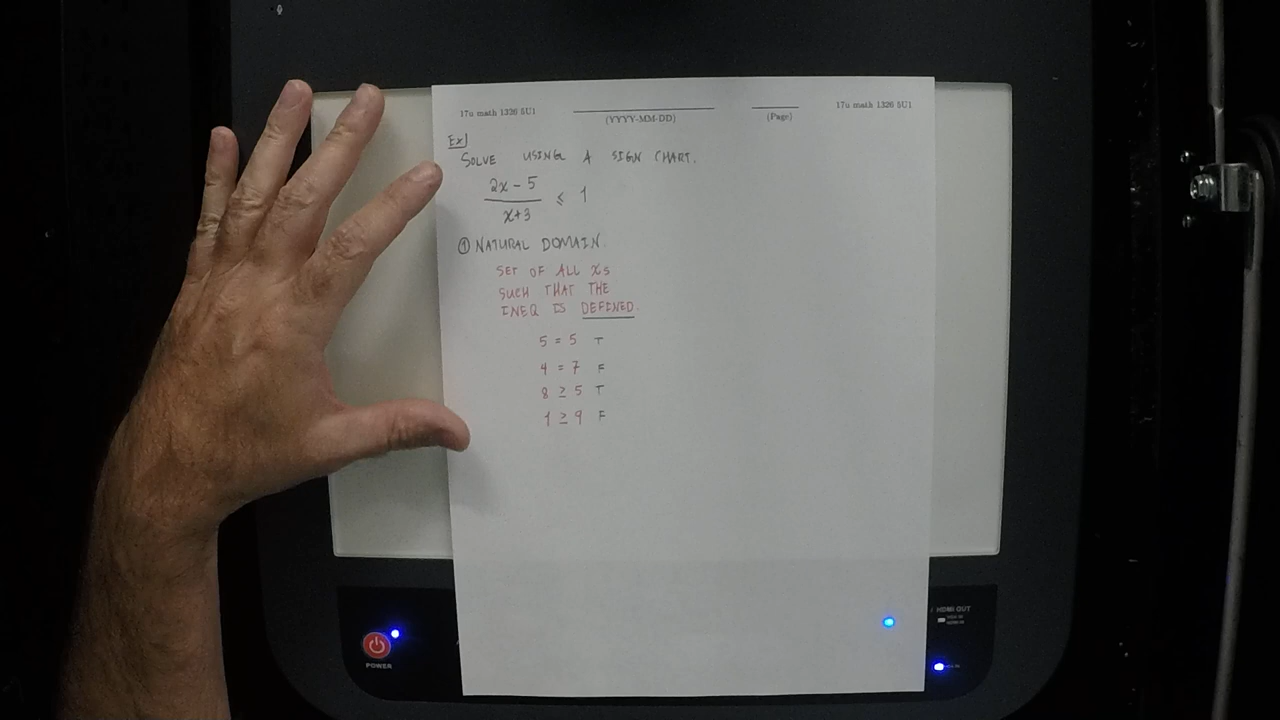 17u math 1326 5U1
(YYYY-MM-DD)
(Page)
17u math 1326 5U1
Ex
SOLVE USING A SIGN CHART.
2x - 5
x+3
≤ 1
① NATURAL DOMAIN.
SET OF ALL Xs
SUCH THAT THE
INEQ IS DEFINED.
5 = 5 T
4 = 7 F
8 ≥ 5 T
1 ≥ 9 F
POWER
HDMI OUT